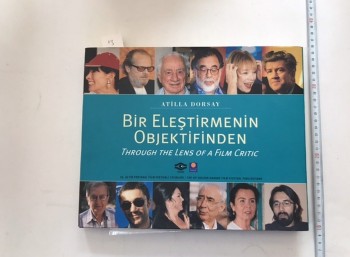 ATİLLA DORSAY
BİR ELEŞTİRMENİN
OBJEKTİFİNDEN
THROUGH THE LENS OF A FILM CRITIC